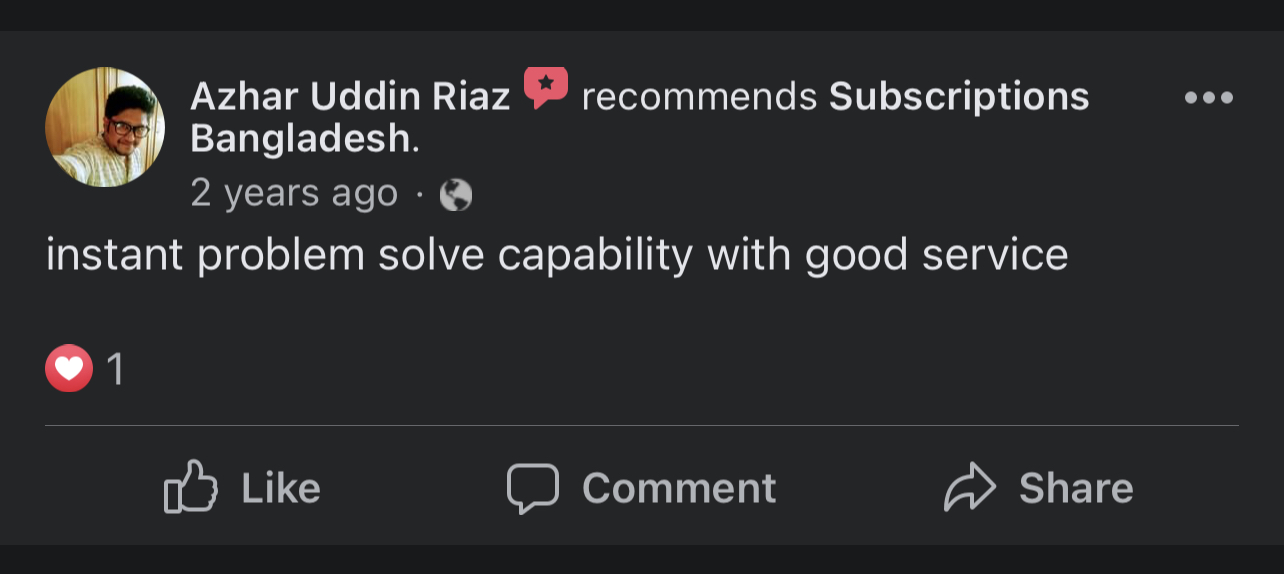 Azhar Uddin Riaz recommends Subscriptions
Bangladesh.
2 years ago ·
instant problem solve capability with good service
1
Like Comment Share